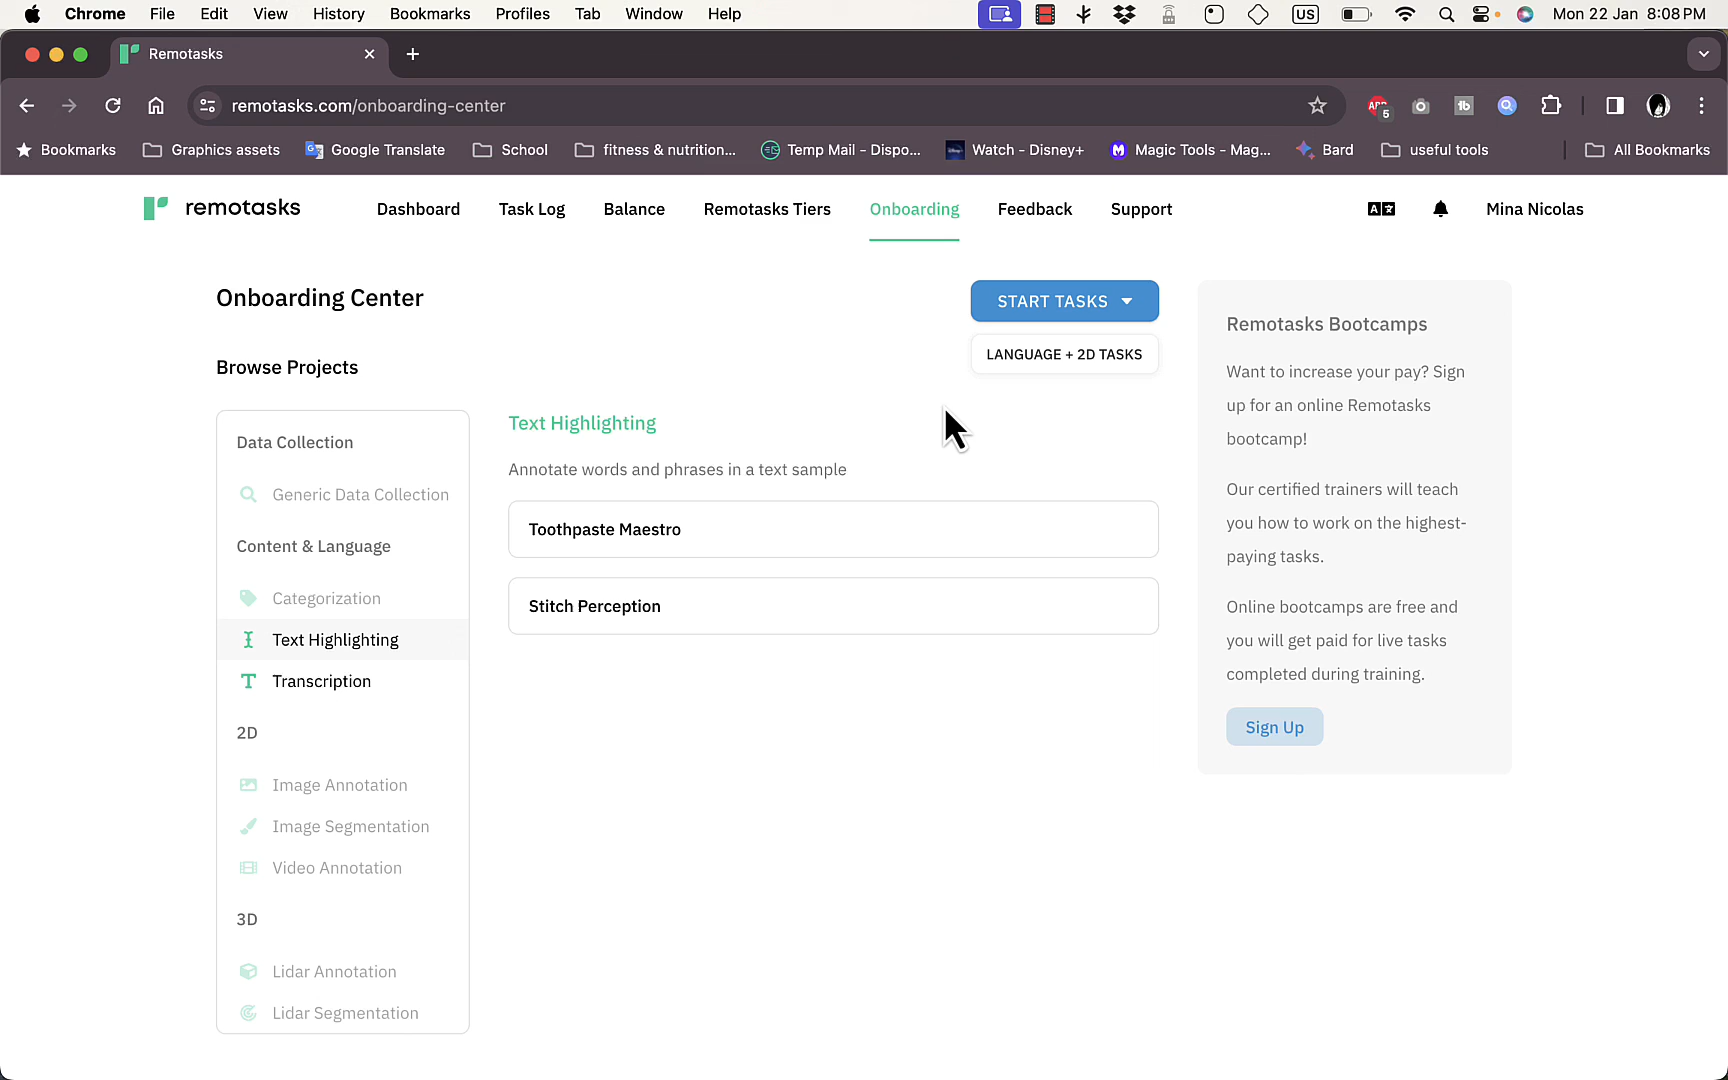 Chrome File Edit View History Bookmarks Profiles Tab Window Help US Mon 22 Jan 8:08 PM
Remotasks
remotasks.com/onboarding-center ABP 5 tb
Bookmarks Graphics assets Google Translate School fitness & nutrition... Temp Mail - Dispo... Watch - Disney+ Magic Tools - Mag... Bard useful tools All Bookmarks
remotasks Dashboard Task Log Balance Remotasks Tiers Onboarding Feedback Support Mina Nicolas
Onboarding Center
START TASKS
LANGUAGE + 2D TASKS
Browse Projects
Data Collection
Generic Data Collection
Content & Language
Categorization
Text Highlighting
Transcription
2D
Image Annotation
Image Segmentation
Video Annotation
3D
Lidar Annotation
Lidar Segmentation
Text Highlighting
Annotate words and phrases in a text sample
Toothpaste Maestro
Stitch Perception
Remotasks Bootcamps
Want to increase your pay? Sign
up for an online Remotasks
bootcamp!
Our certified trainers will teach
you how to work on the highest-
paying tasks.
Online bootcamps are free and
you will get paid for live tasks
completed during training.
Sign Up